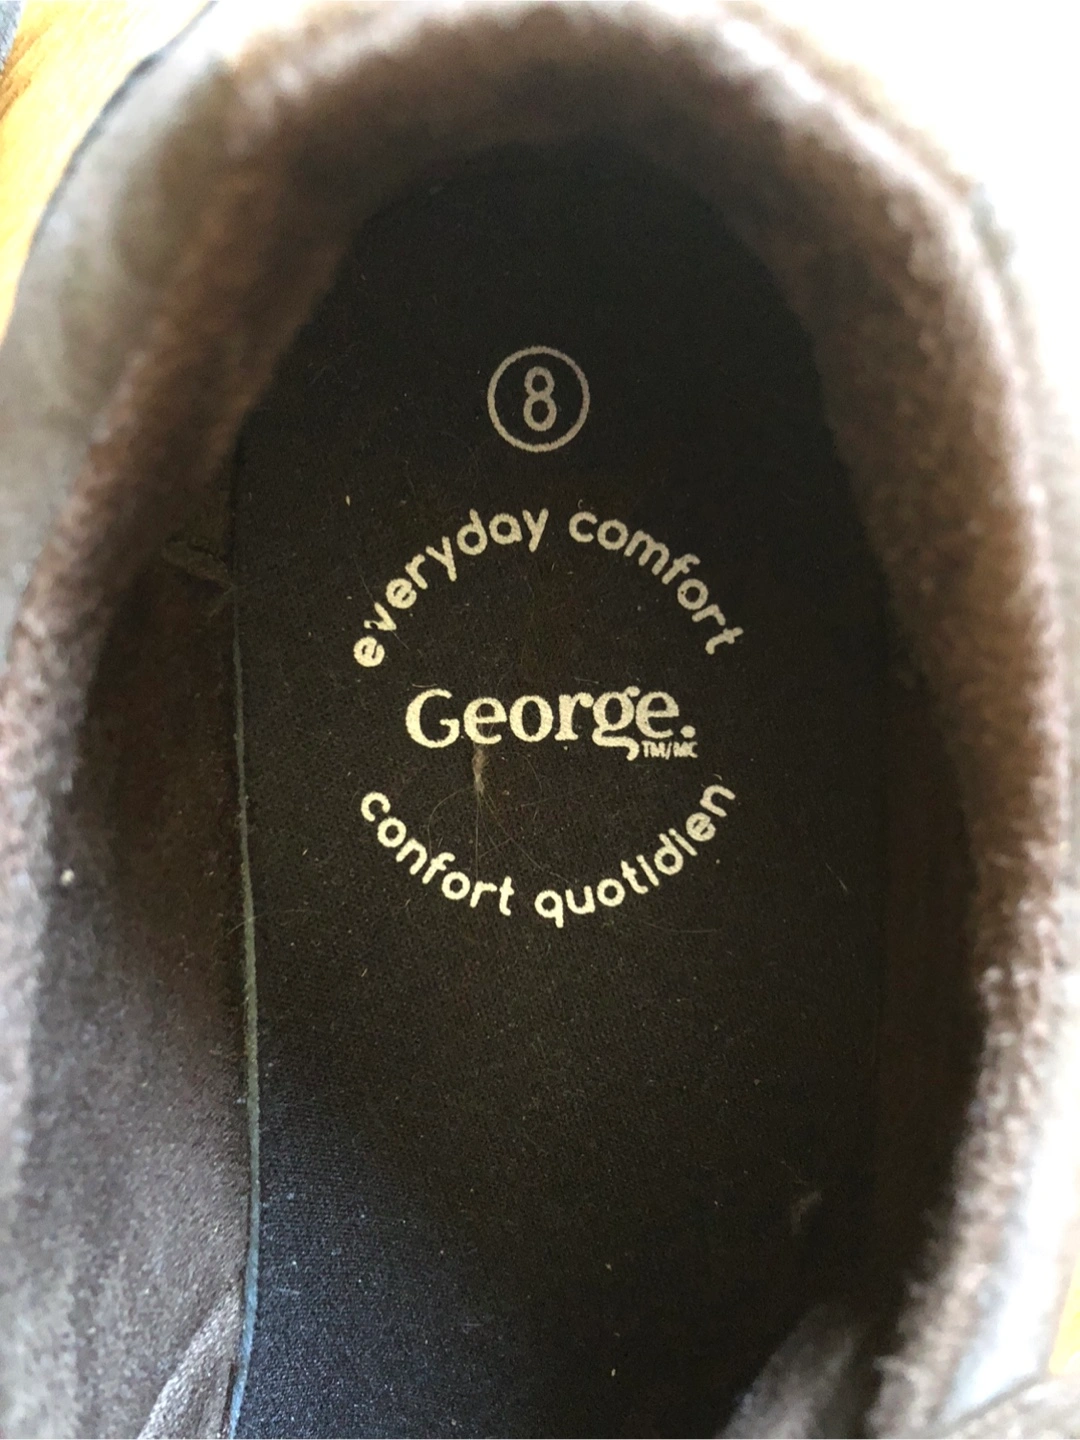 8
everyday comfort
George.
TM/MC
confort quotidien